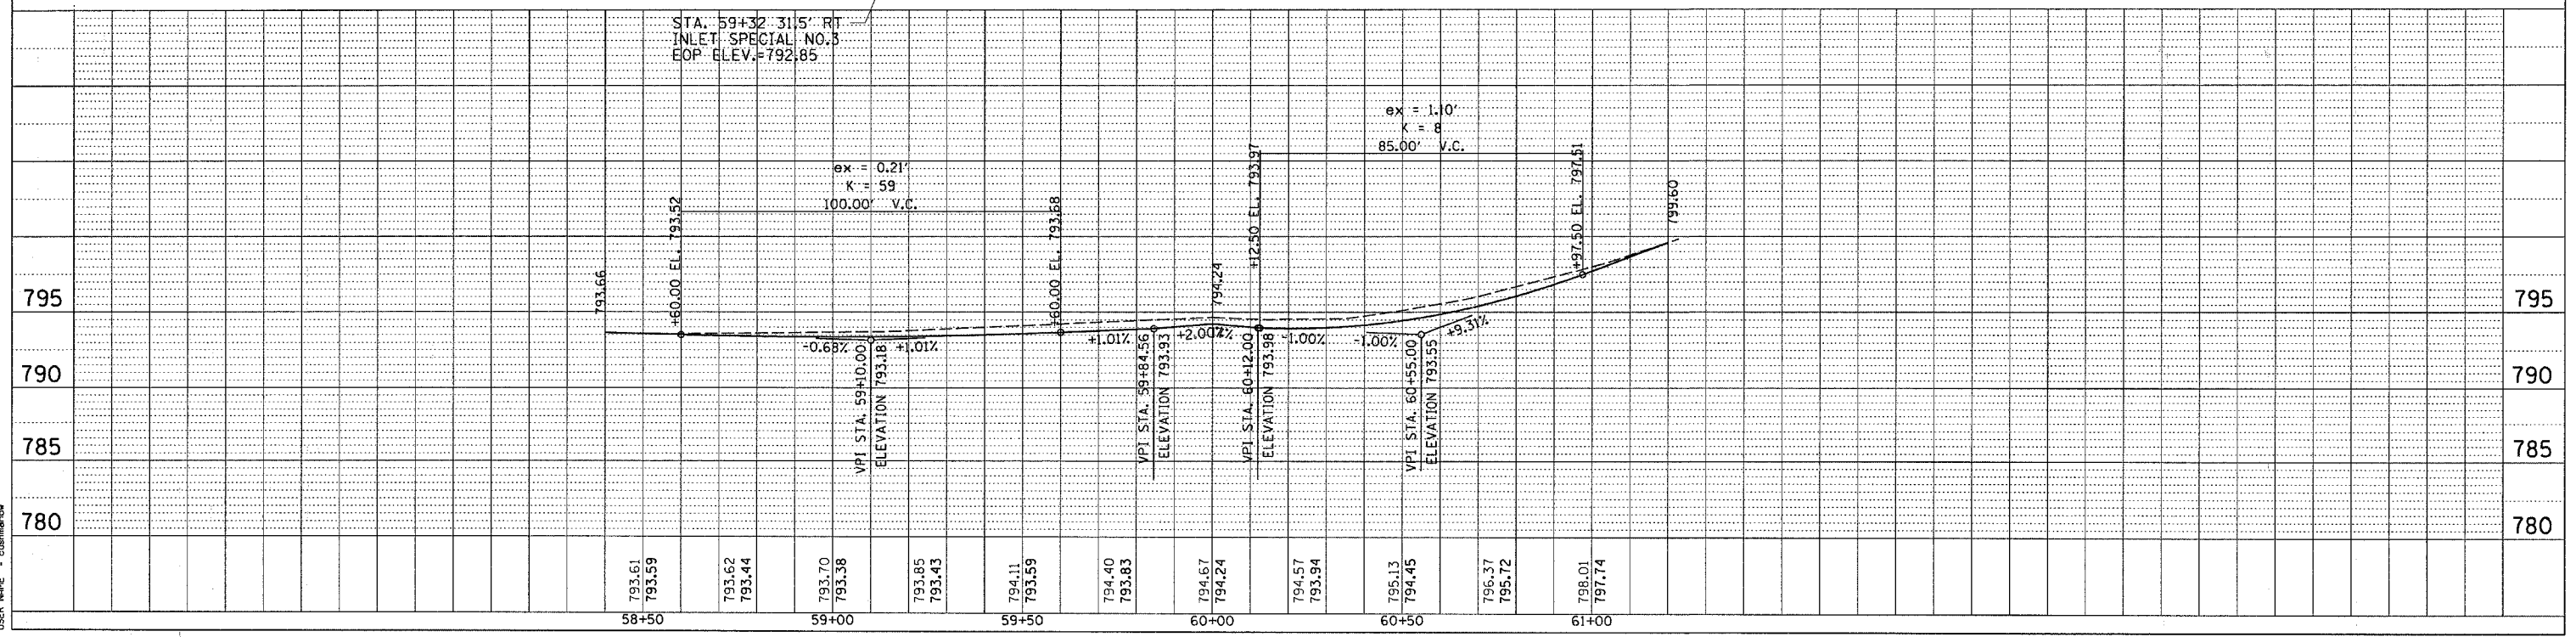 STA. 59+32 31.5' RT
INLET SPECIAL NO.3
EOP ELEV.=792.85
ex = 1.10'
K = 8
85.00' V.C.
ex = 0.21'
K = 59
100.00' V.C.
793.66
+60.00 EL. 793.52
+60.00 EL. 793.68
794.24
+12.50 EL. 793.97
+97.50 EL. 797.51
799.60
795
795
-0.68%
+1.01%
+1.01%
+2.00%
-1.00%
-1.00%
+9.31%
VPI STA. 59+10.00
ELEVATION 793.18
VPI STA. 59+84.56
ELEVATION 793.93
VPI STA. 60+12.00
ELEVATION 793.98
VPI STA. 60+55.00
ELEVATION 793.55
790
790
785
785
780
780
793.61
793.59
793.62
793.44
793.70
793.38
793.85
793.43
794.11
793.59
794.40
793.83
794.67
794.24
794.57
793.94
795.13
794.45
796.37
795.72
798.01
797.74
58+50
59+00
59+50
60+00
60+50
61+00